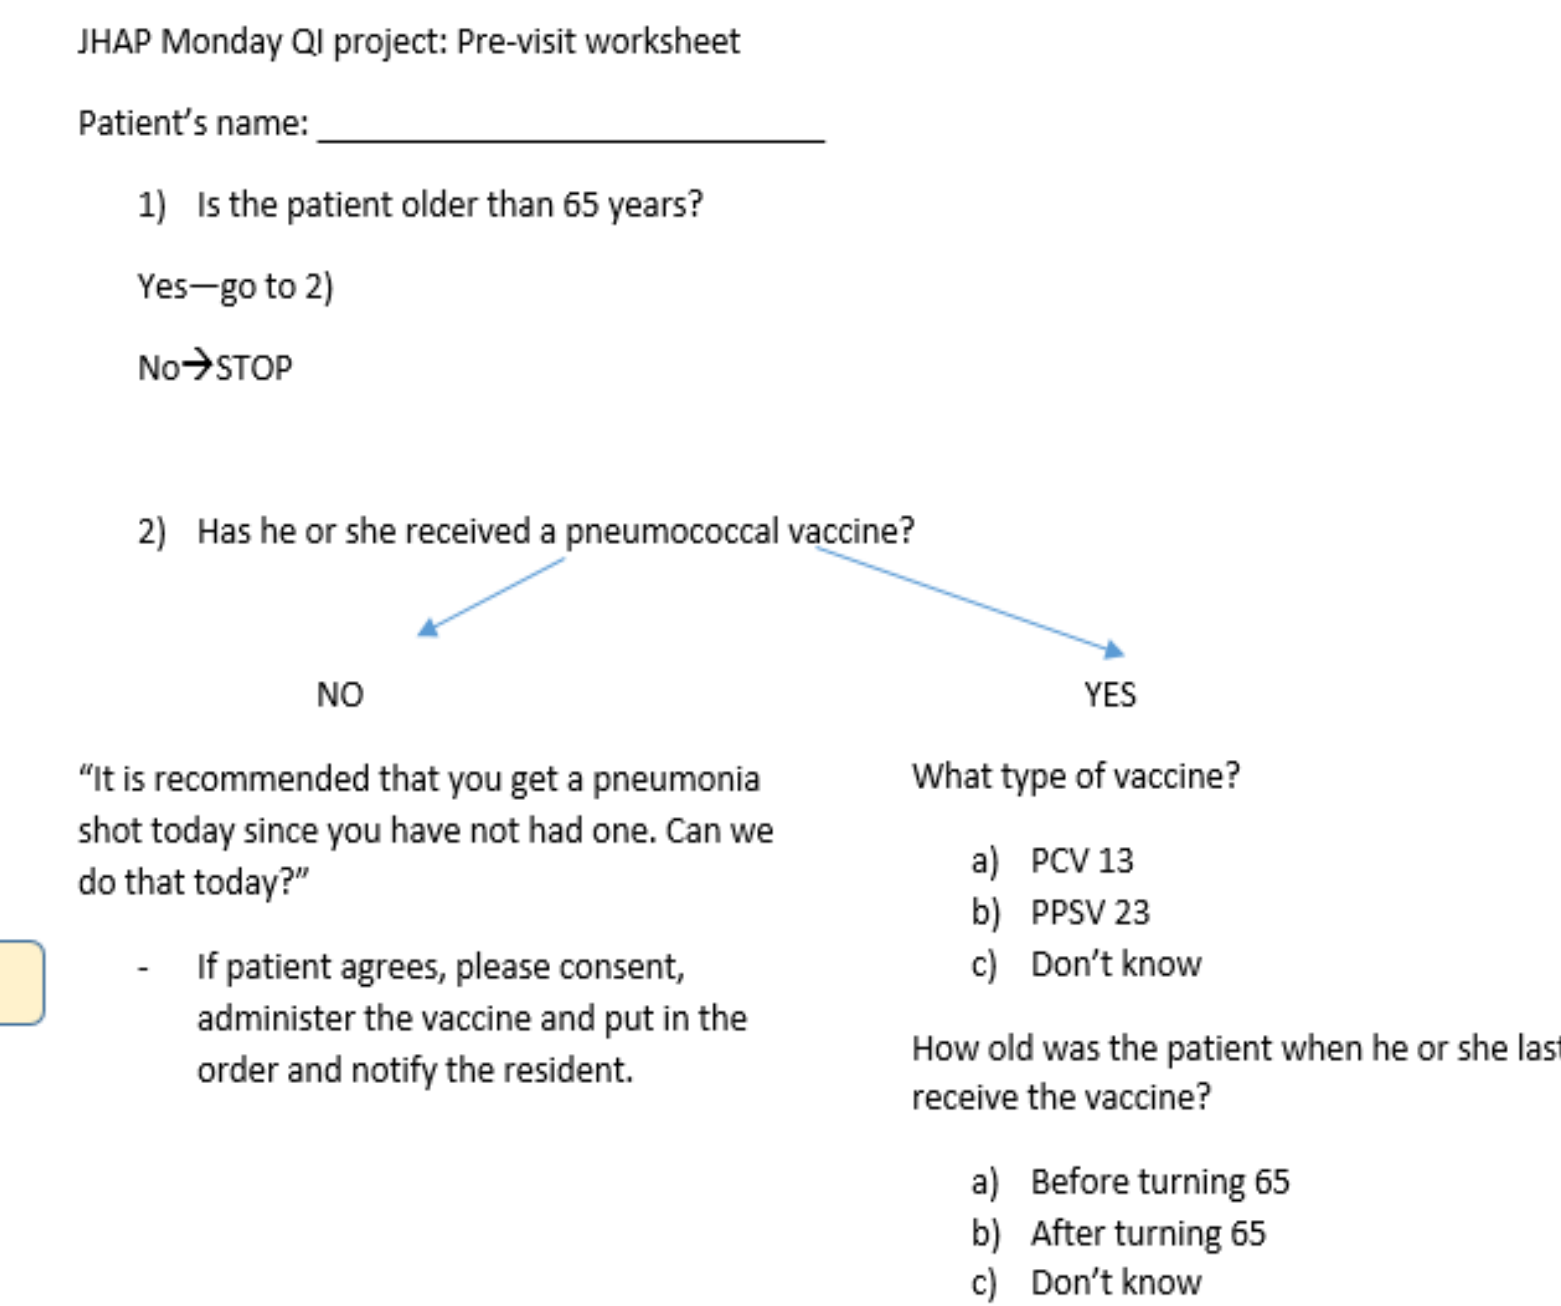 JHAP Monday QI project: Pre-visit worksheet
Patient's name: ______________________________
1) Is the patient older than 65 years?
Yes—go to 2)
No→STOP
2) Has he or she received a pneumococcal vaccine?
NO
“It is recommended that you get a pneumonia
shot today since you have not had one. Can we
do that today?”
- If patient agrees, please consent,
administer the vaccine and put in the
order and notify the resident.
YES
What type of vaccine?
a) PCV 13
b) PPSV 23
c) Don't know
How old was the patient when he or she last
receive the vaccine?
a) Before turning 65
b) After turning 65
c) Don't know